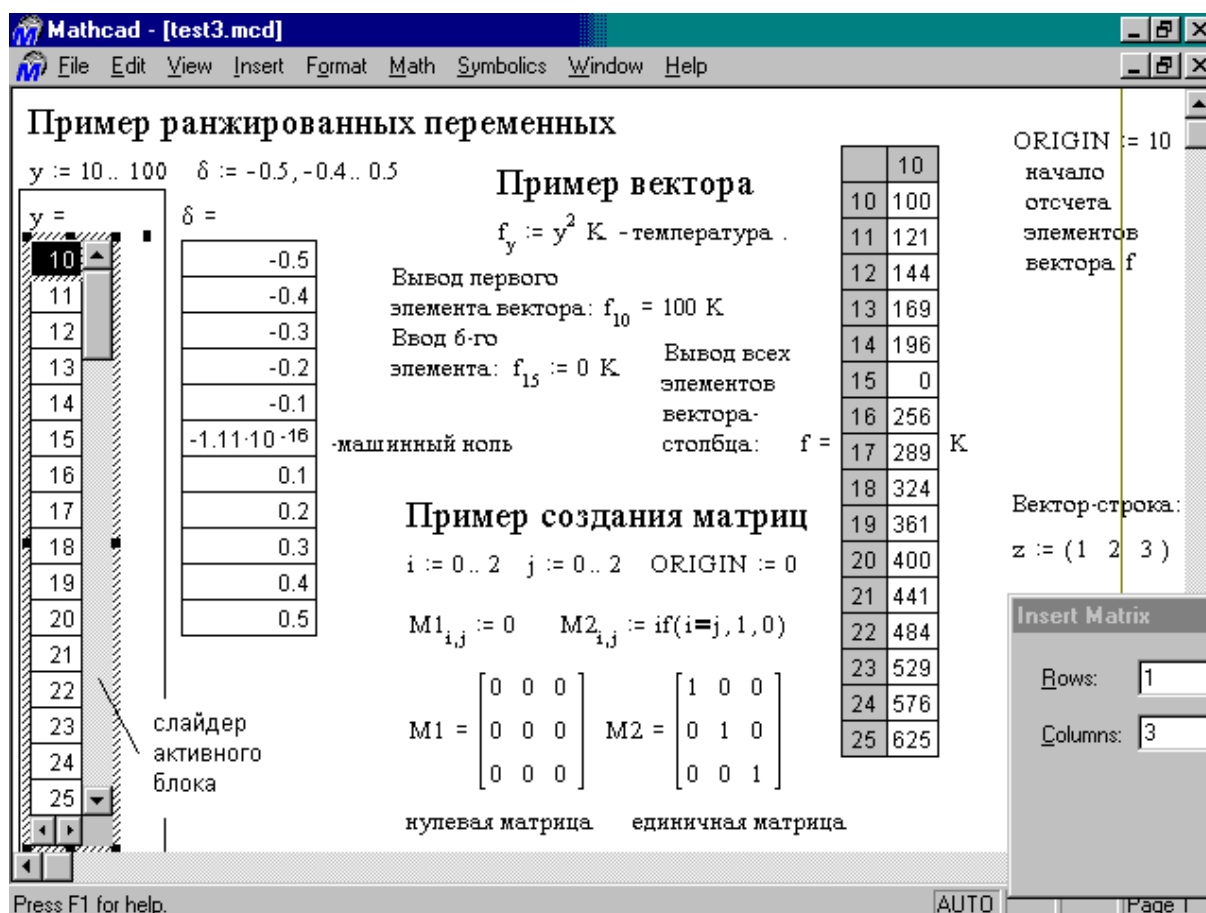 Mathcad - [test3.mcd]
File Edit View Insert Format Math Symbolics Window Help
Пример ранжированных переменных
y := 10 .. 100 δ := -0.5, -0.4 .. 0.5
y =
10
11
12
13
14
15
16
17
18
19
20
21
22
23
24
25
слайдер
активного
блока
δ =
-0.5
-0.4
-0.3
-0.2
-0.1
-1.11·10⁻¹⁶ -машинный ноль
0.1
0.2
0.3
0.4
0.5
Пример вектора
f_y := y² K -температура .
Вывод первого
элемента вектора: f₁₀ = 100 K
Ввод 6-го
элемента: f₁₅ := 0 K
Вывод всех
элементов
вектора-
столбца: f =
10
10 100
11 121
12 144
13 169
14 196
15 0
16 256
17 289
18 324
19 361
20 400
21 441
22 484
23 529
24 576
25 625
K
ORIGIN := 10
начало
отсчета
элементов
вектора f
Пример создания матриц
i := 0 .. 2 j := 0 .. 2 ORIGIN := 0
M1_i,j := 0 M2_i,j := if(i=j,1,0)
M1 = [0 0 0
0 0 0
0 0 0]
M2 = [1 0 0
0 1 0
0 0 1]
нулевая матрица единичная матрица
Вектор-строка:
z := (1 2 3)
Insert Matrix
Rows: 1
Columns: 3
Press F1 for help.
AUTO
Page 1